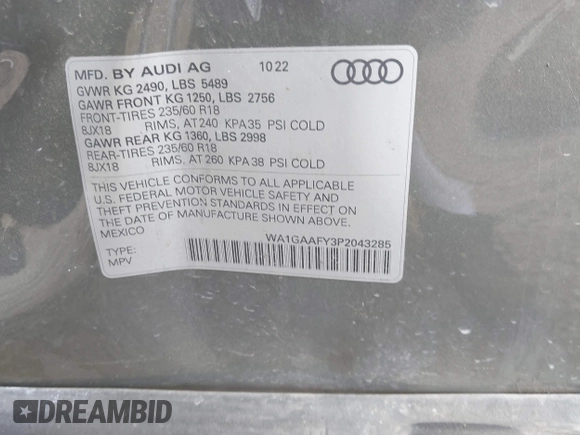 MFD. BY AUDI AG 10 22
GVWR KG 2490, LBS 5489
GAWR FRONT KG 1250, LBS 2756
FRONT-TIRES 235/60 R18
8JX18 RIMS, AT 240 KPA 35 PSI COLD
GAWR REAR KG 1360, LBS 2998
REAR-TIRES 235/60 R18
8JX18 RIMS, AT 260 KPA 38 PSI COLD
THIS VEHICLE CONFORMS TO ALL APPLICABLE
U.S. FEDERAL MOTOR VEHICLE SAFETY AND
THEFT PREVENTION STANDARDS IN EFFECT ON
THE DATE OF MANUFACTURE SHOWN ABOVE.
MEXICO
WA1GAAFY3P2043285
TYPE:
MPV
DREAMBID